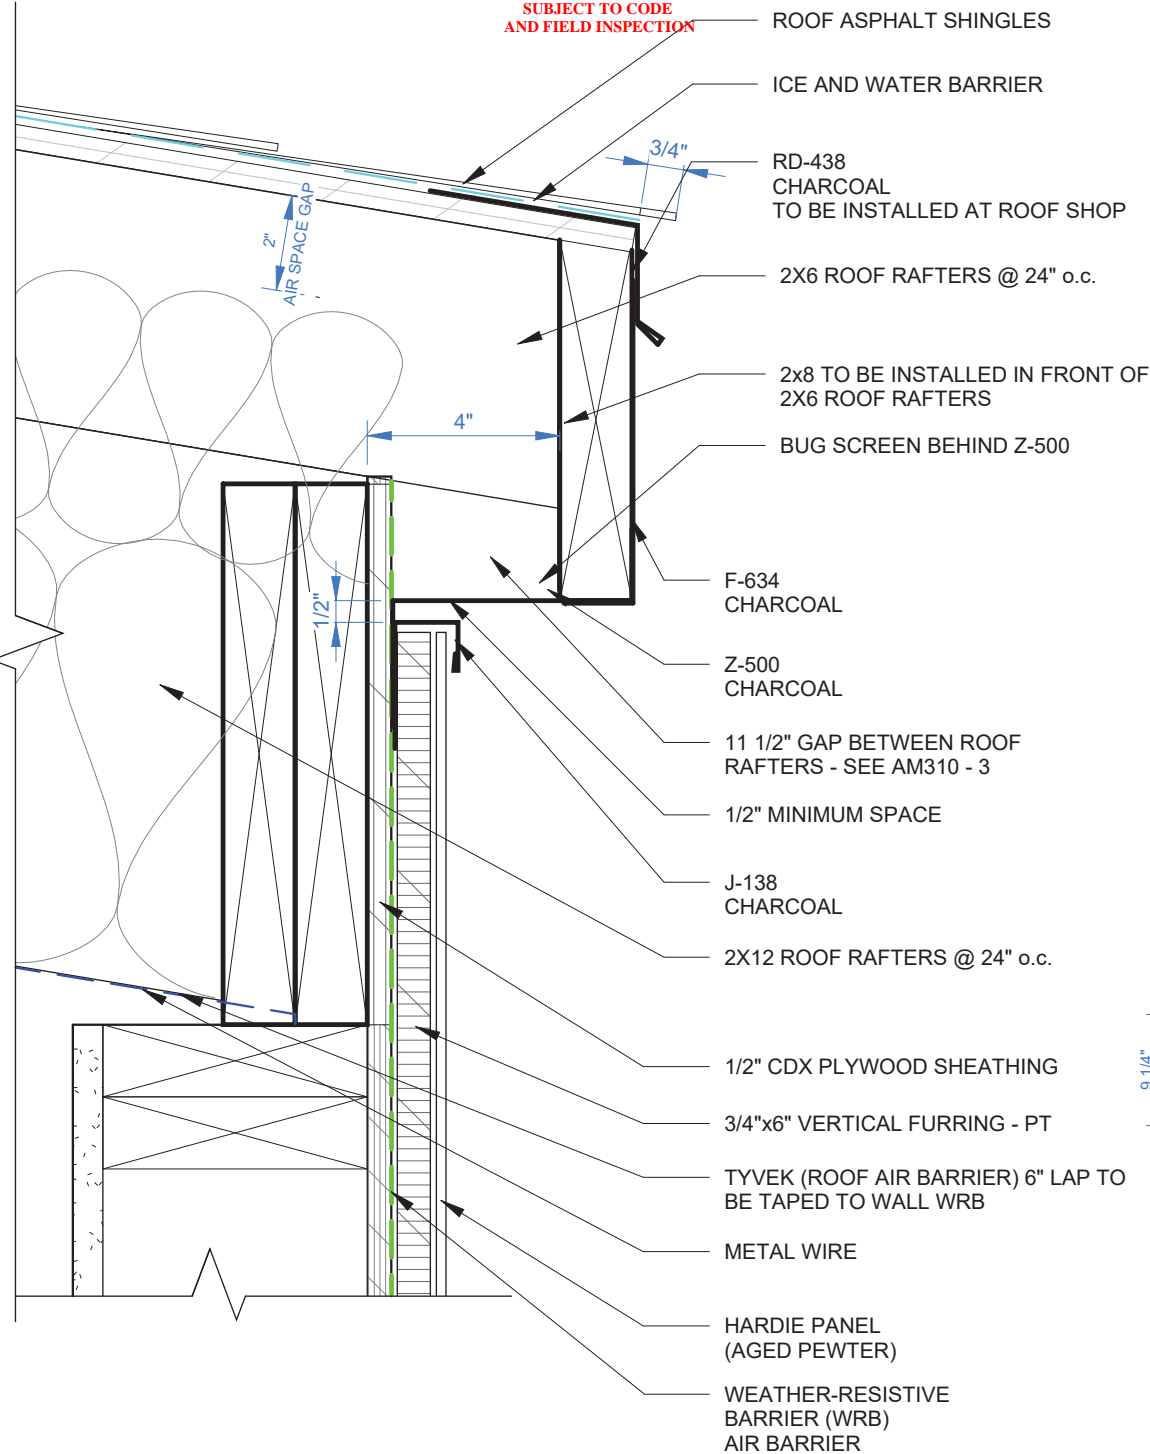 SUBJECT TO CODE
AND FIELD INSPECTION
ROOF ASPHALT SHINGLES
ICE AND WATER BARRIER
3/4"
RD-438
CHARCOAL
TO BE INSTALLED AT ROOF SHOP
2"
AIR SPACE GAP
2X6 ROOF RAFTERS @ 24" o.c.
2x8 TO BE INSTALLED IN FRONT OF
2X6 ROOF RAFTERS
4"
BUG SCREEN BEHIND Z-500
F-634
CHARCOAL
1/2"
Z-500
CHARCOAL
11 1/2" GAP BETWEEN ROOF
RAFTERS - SEE AM310 - 3
1/2" MINIMUM SPACE
J-138
CHARCOAL
2X12 ROOF RAFTERS @ 24" o.c.
1/2" CDX PLYWOOD SHEATHING
9 1/4"
3/4"x6" VERTICAL FURRING - PT
TYVEK (ROOF AIR BARRIER) 6" LAP TO
BE TAPED TO WALL WRB
METAL WIRE
HARDIE PANEL
(AGED PEWTER)
WEATHER-RESISTIVE
BARRIER (WRB)
AIR BARRIER